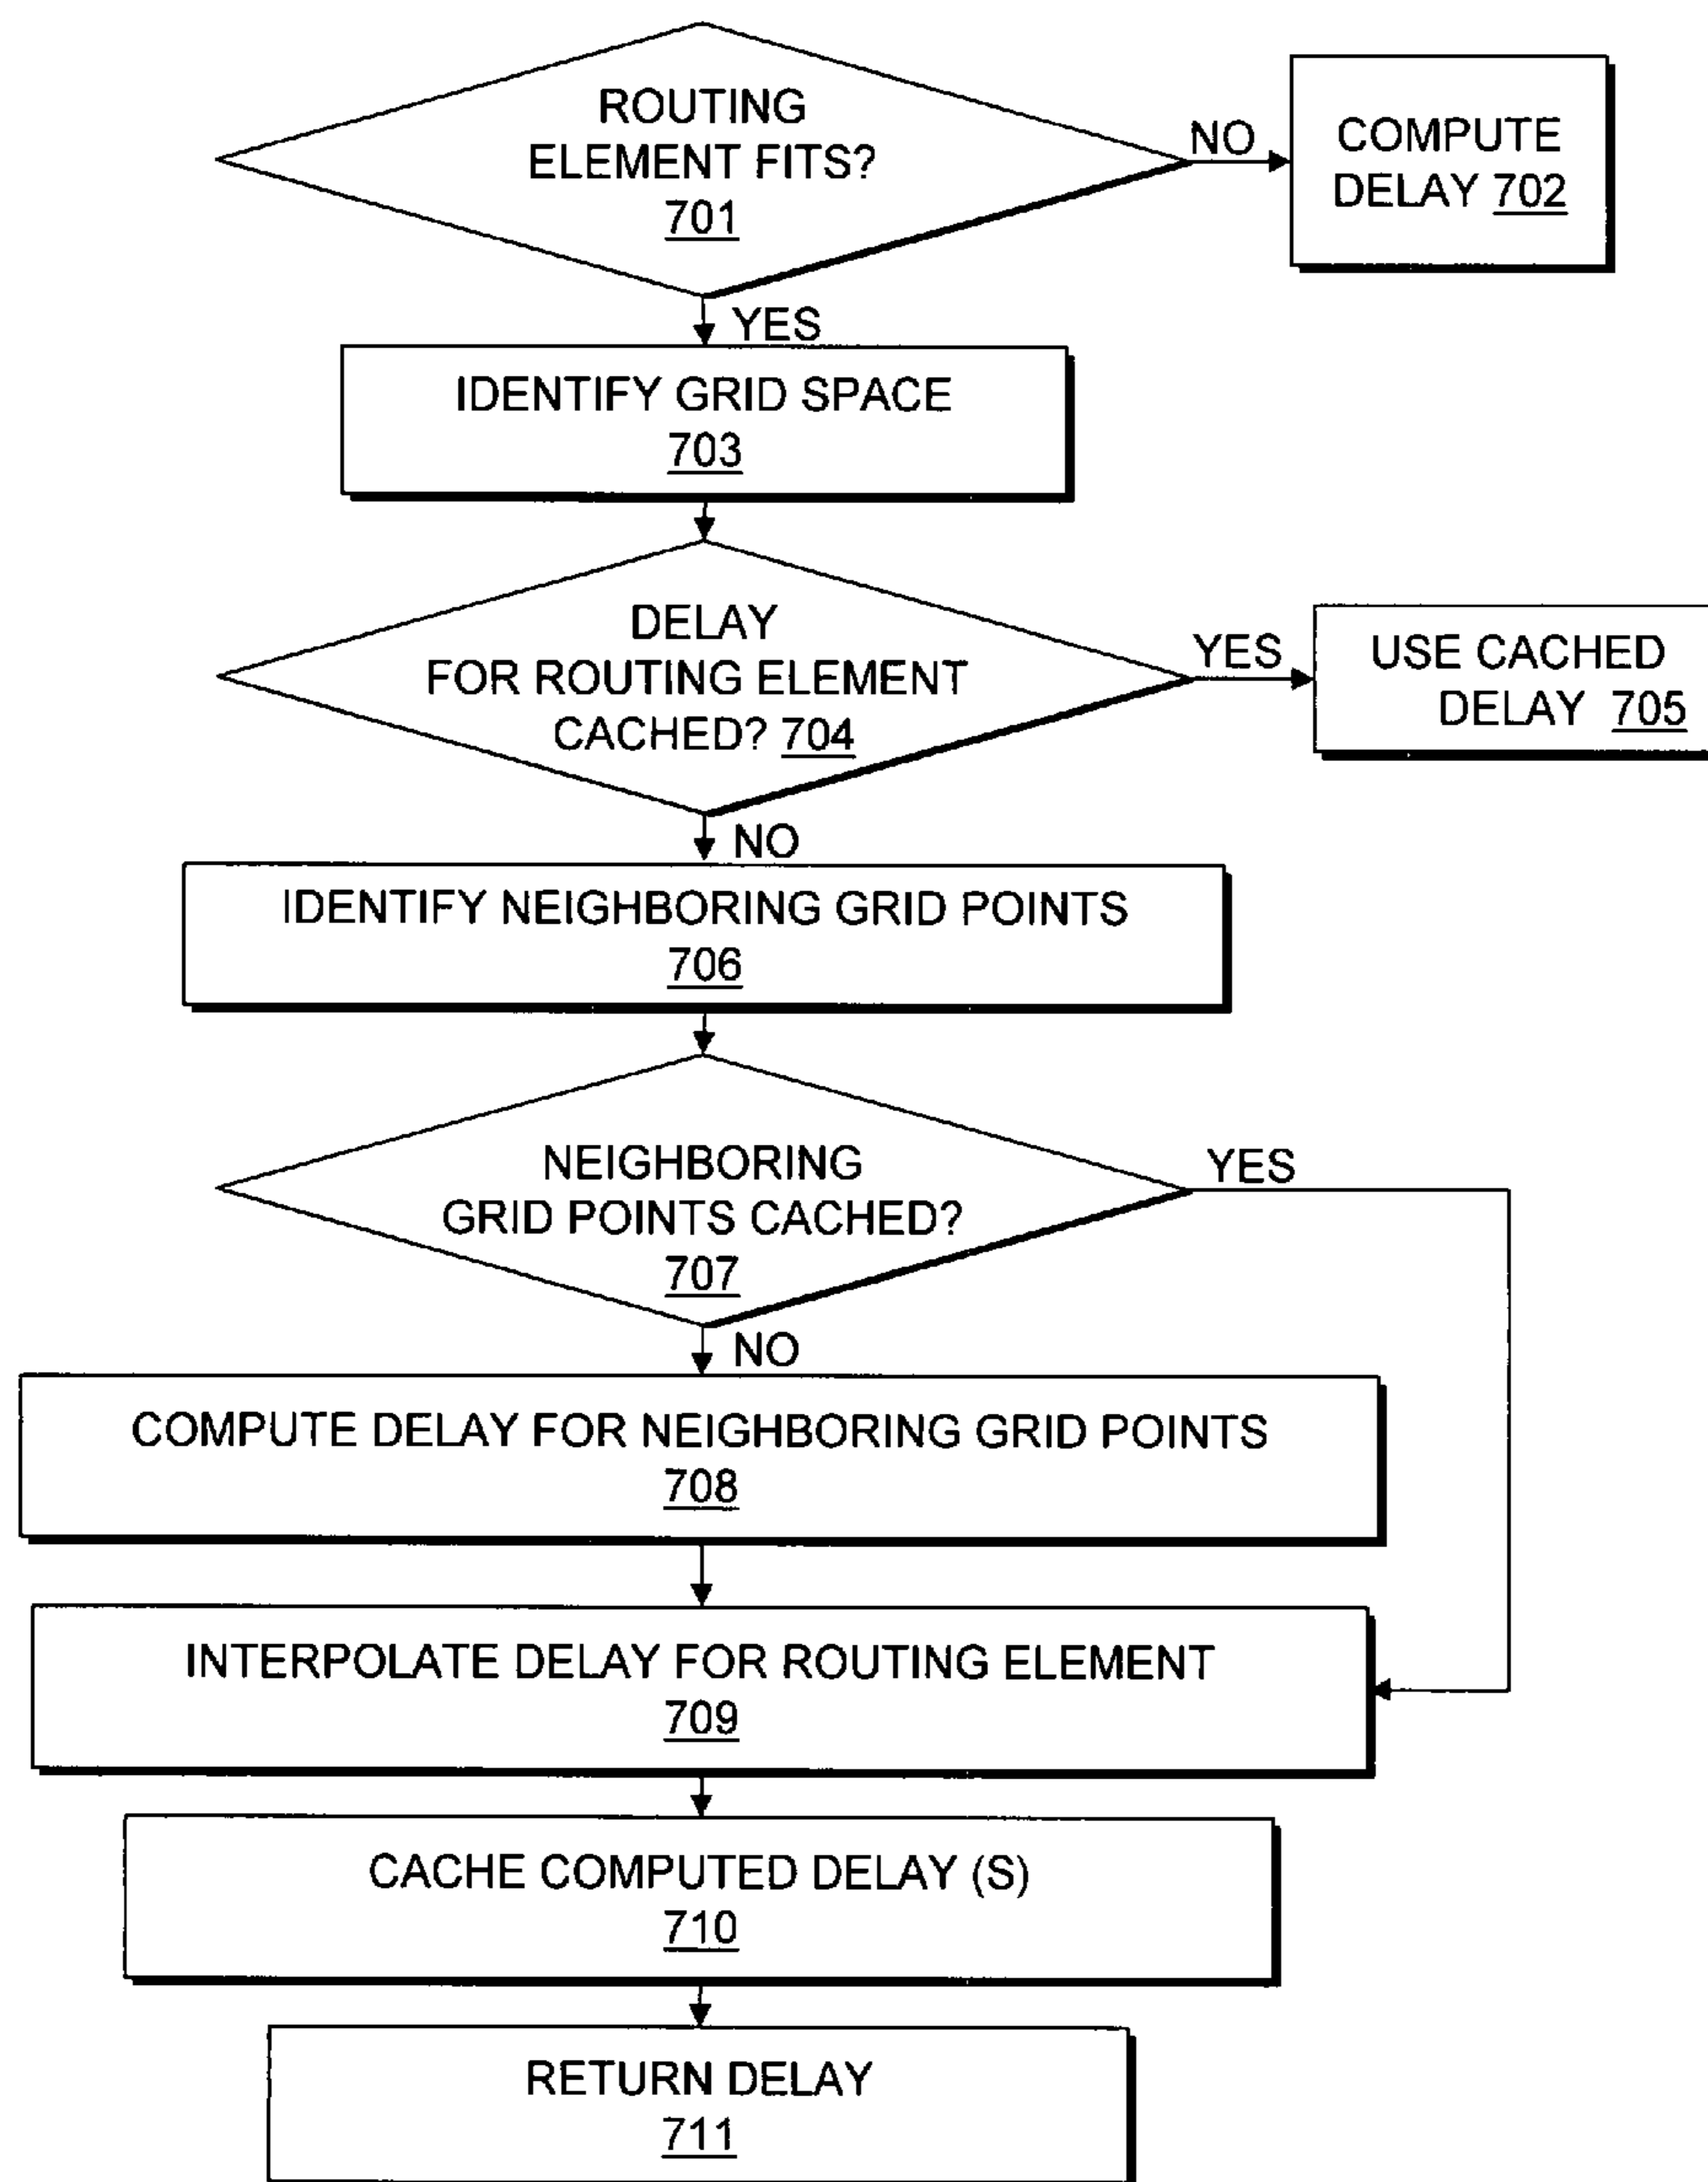 ROUTING
ELEMENT FITS?
701
NO
COMPUTE
DELAY 702
YES
IDENTIFY GRID SPACE
703
DELAY
FOR ROUTING ELEMENT
CACHED? 704
YES
USE CACHED
DELAY 705
NO
IDENTIFY NEIGHBORING GRID POINTS
706
NEIGHBORING
GRID POINTS CACHED?
707
YES
NO
COMPUTE DELAY FOR NEIGHBORING GRID POINTS
708
INTERPOLATE DELAY FOR ROUTING ELEMENT
709
CACHE COMPUTED DELAY (S)
710
RETURN DELAY
711